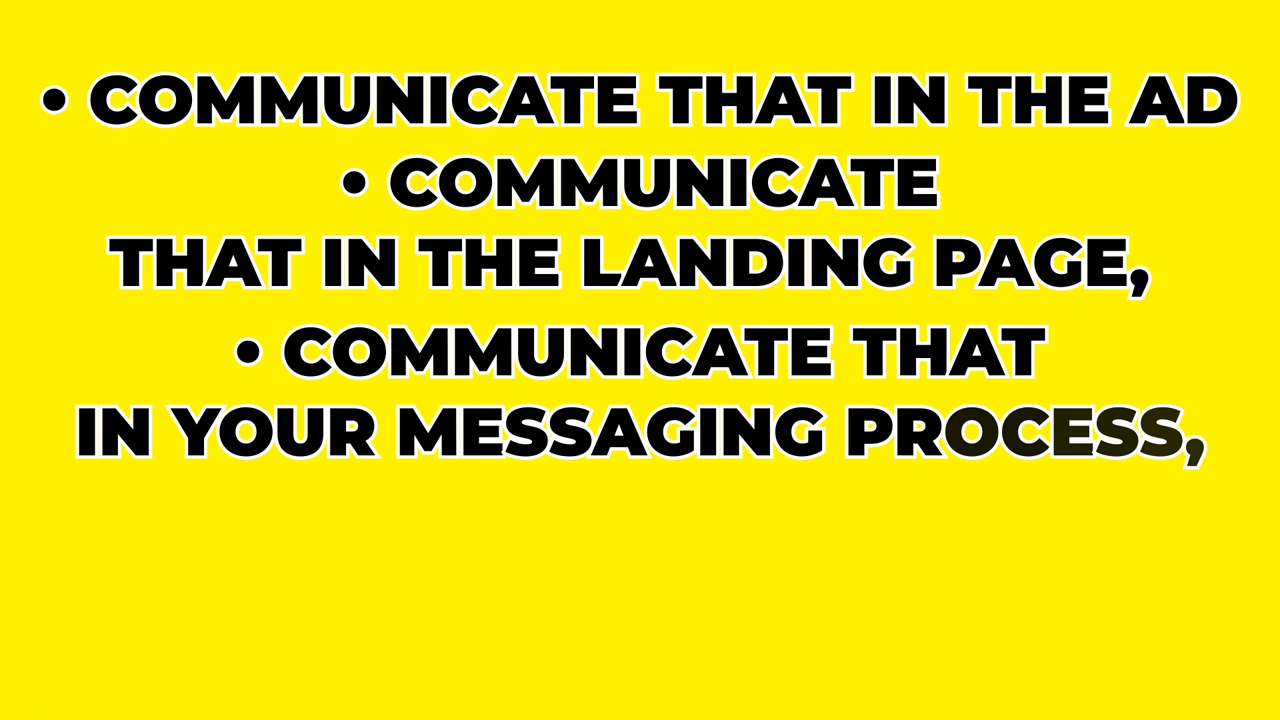 • COMMUNICATE THAT IN THE AD
• COMMUNICATE
THAT IN THE LANDING PAGE,
• COMMUNICATE THAT
IN YOUR MESSAGING PROCESS,